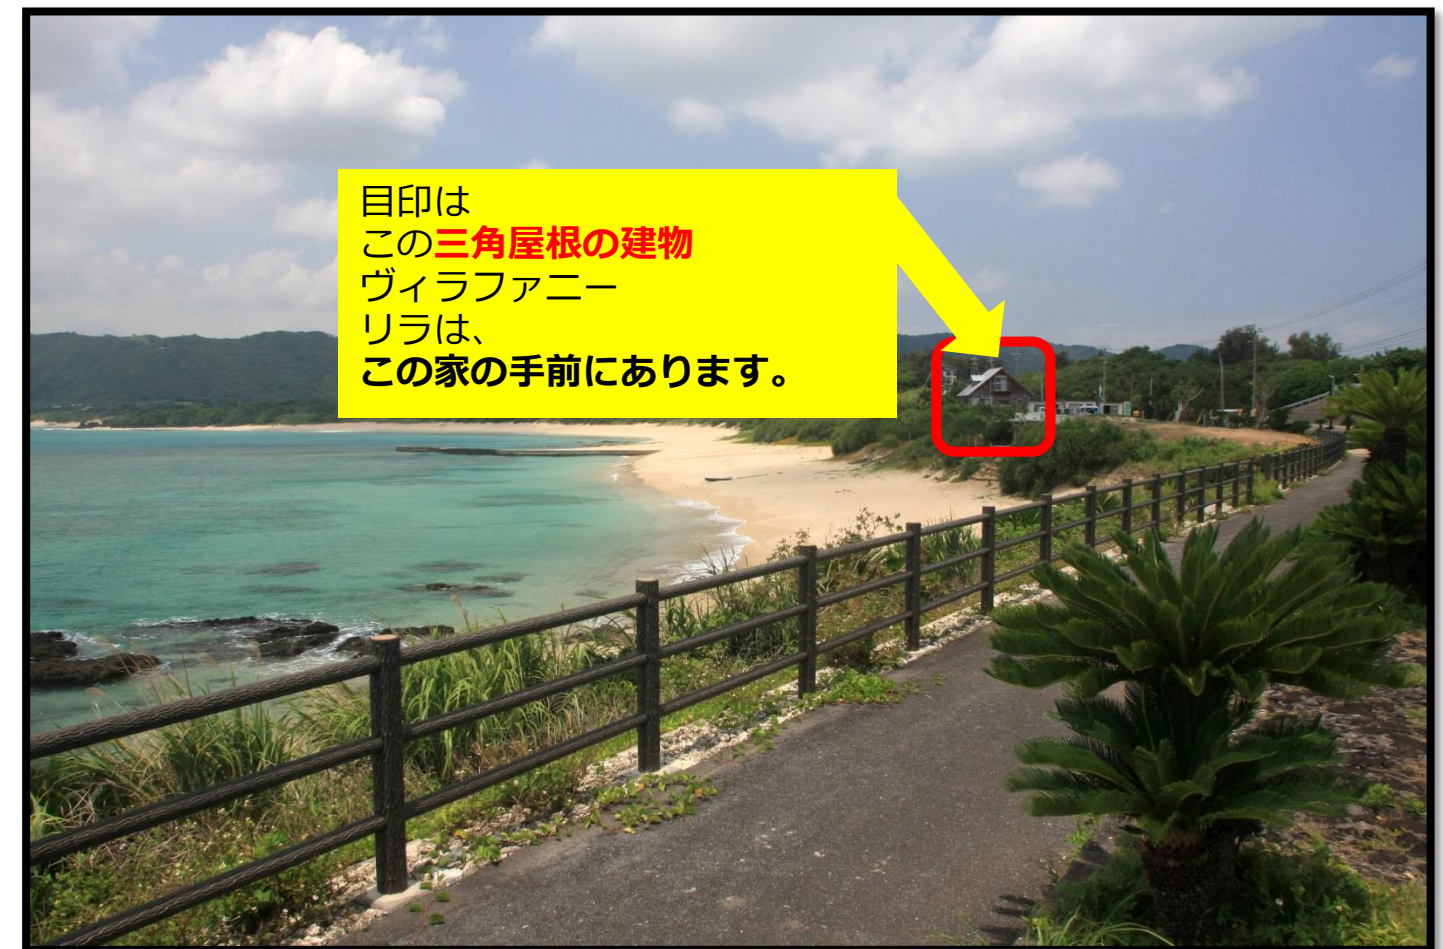 目印は
この三角屋根の建物
ヴィラファニー
リラは、
この家の手前にあります。